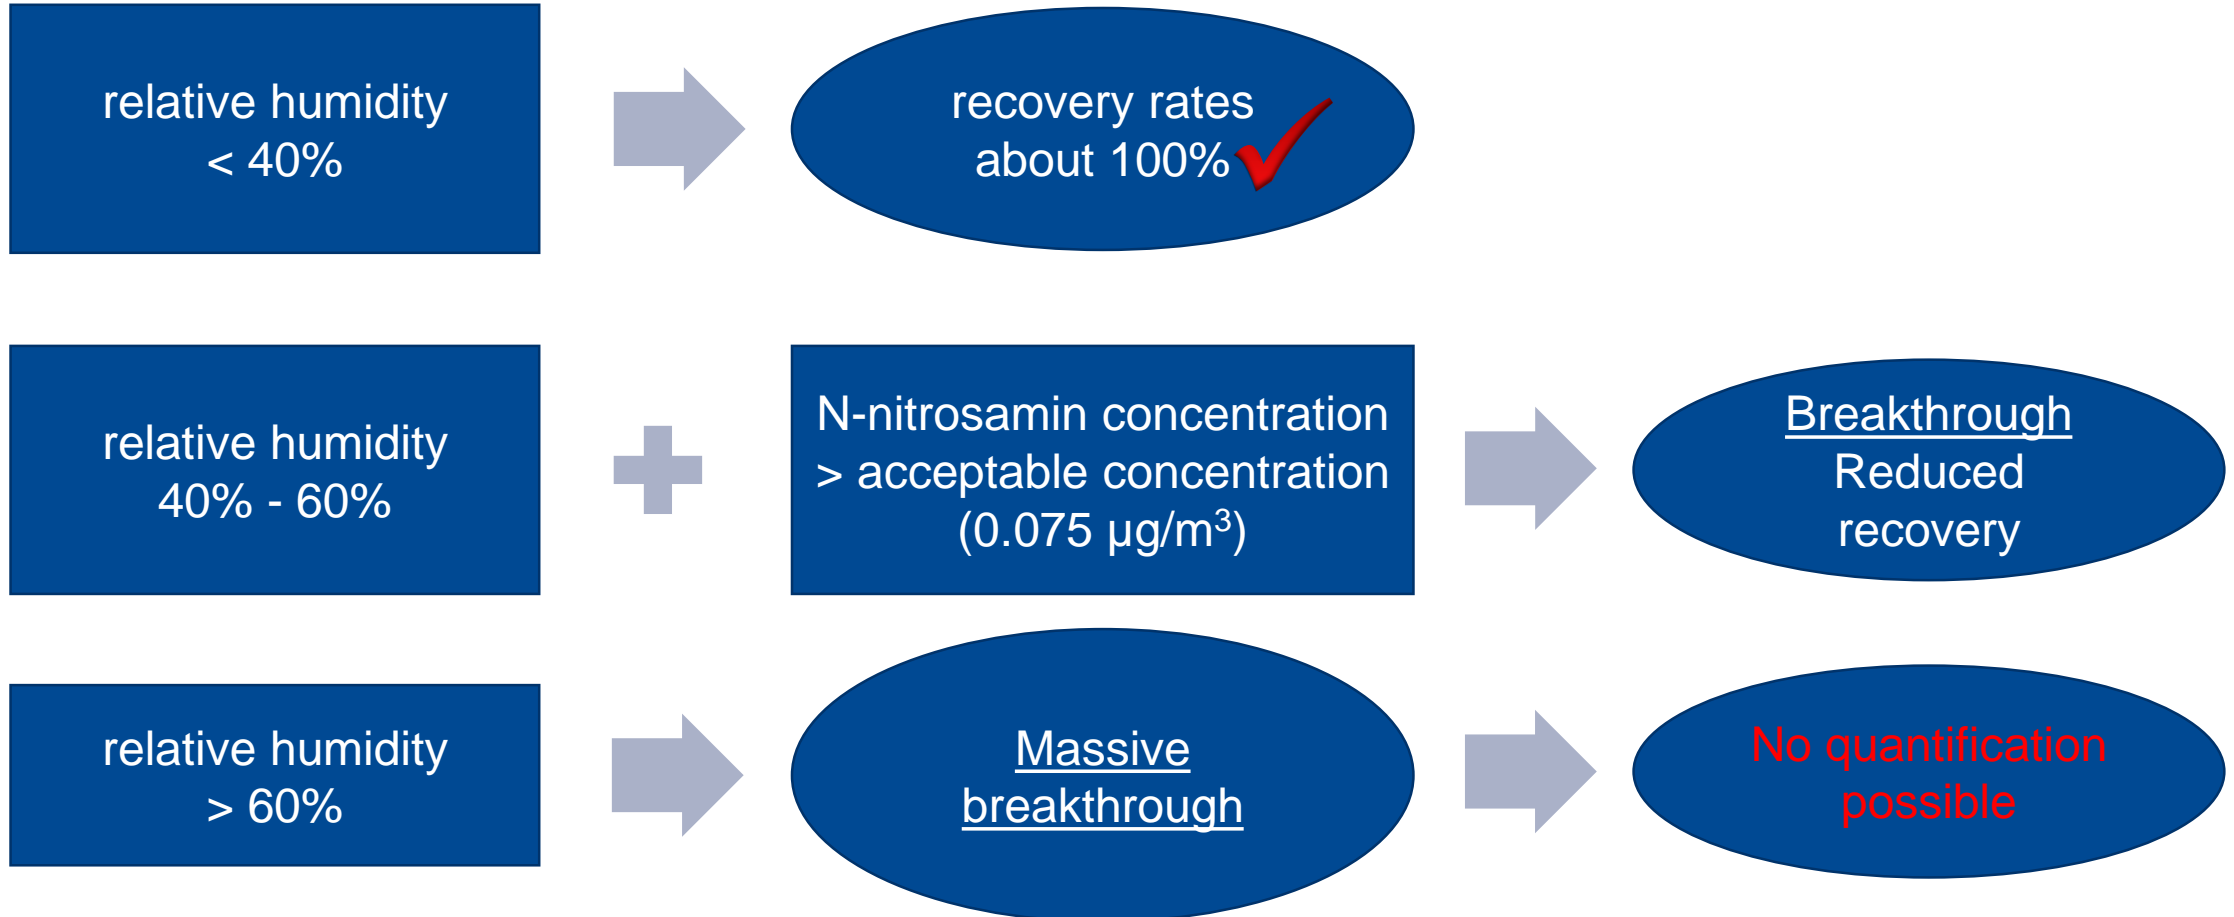 relative humidity
< 40%
recovery rates
about 100%
relative humidity
40% - 60%
N-nitrosamin concentration
> acceptable concentration
(0.075 µg/m³)
Breakthrough
Reduced
recovery
relative humidity
> 60%
Massive
breakthrough
No quantification
possible